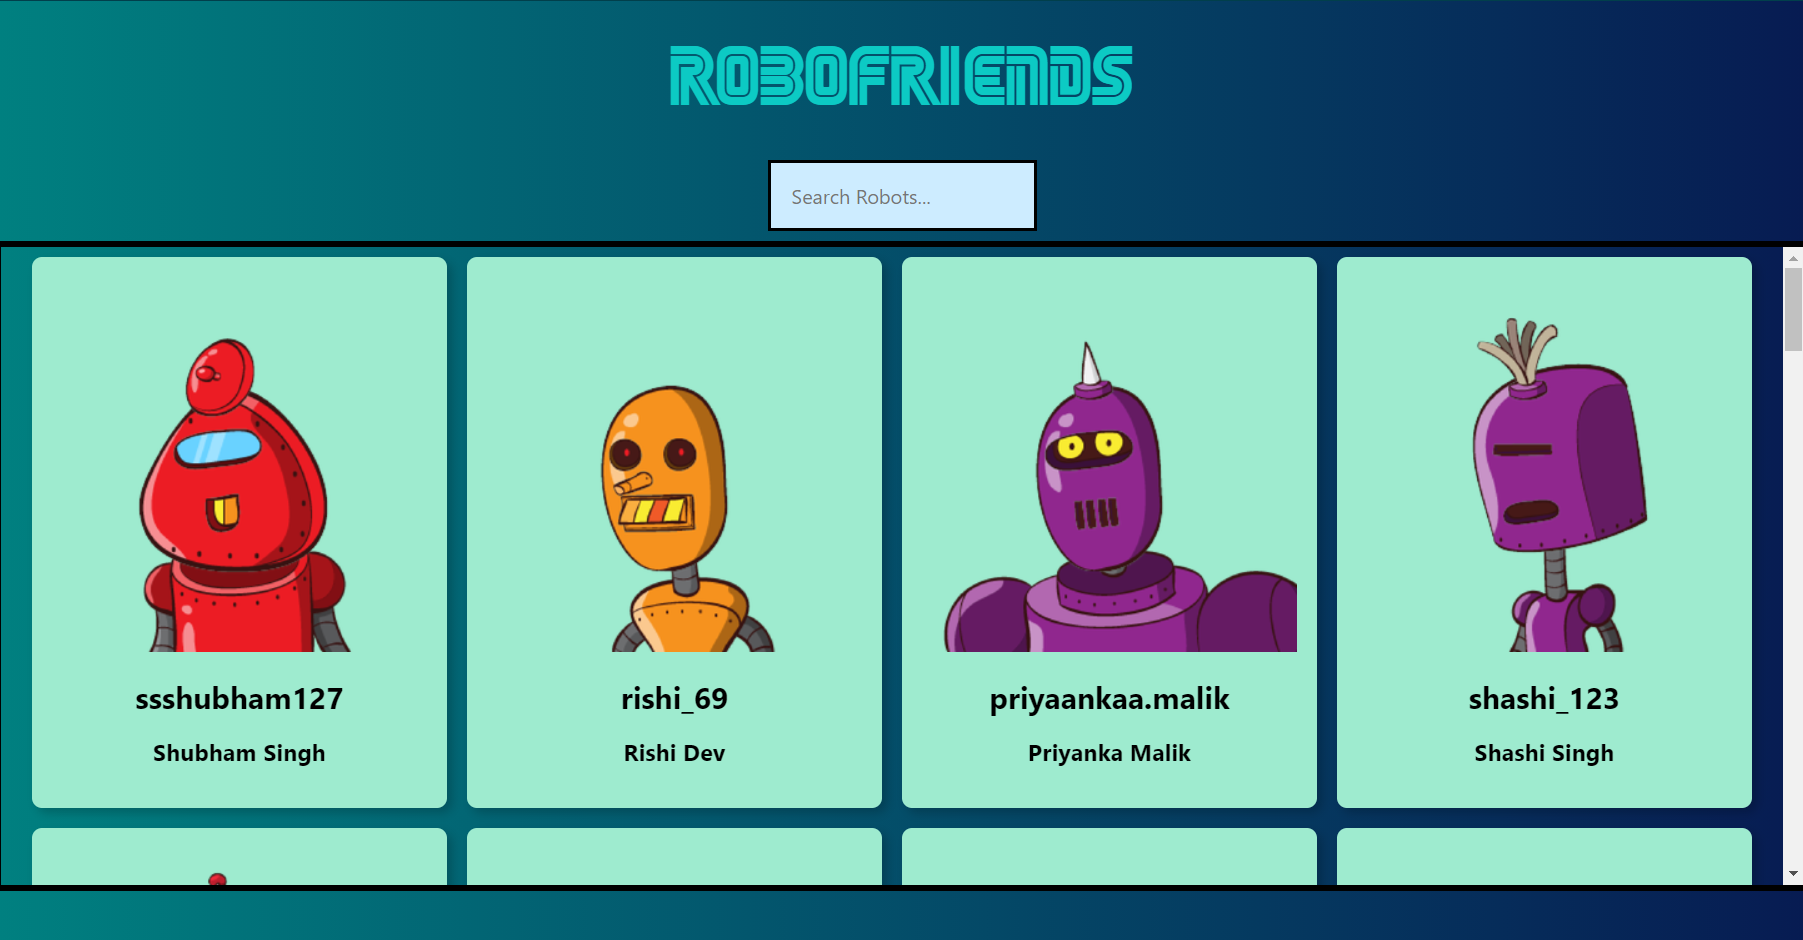 ROBOFRIENDS
Search Robots...
ssshubham127
Shubham Singh
rishi_69
Rishi Dev
priyaankaa.malik
Priyanka Malik
shashi_123
Shashi Singh